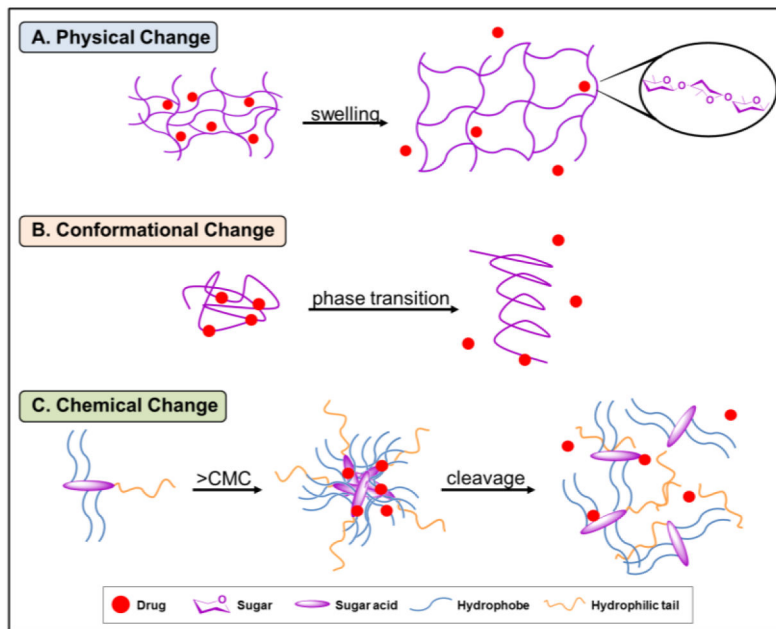 A. Physical Change
swelling
O
O
O
O
O
B. Conformational Change
phase transition
C. Chemical Change
>CMC
cleavage
O
Drug
Sugar
Sugar acid
Hydrophobe
Hydrophilic tail